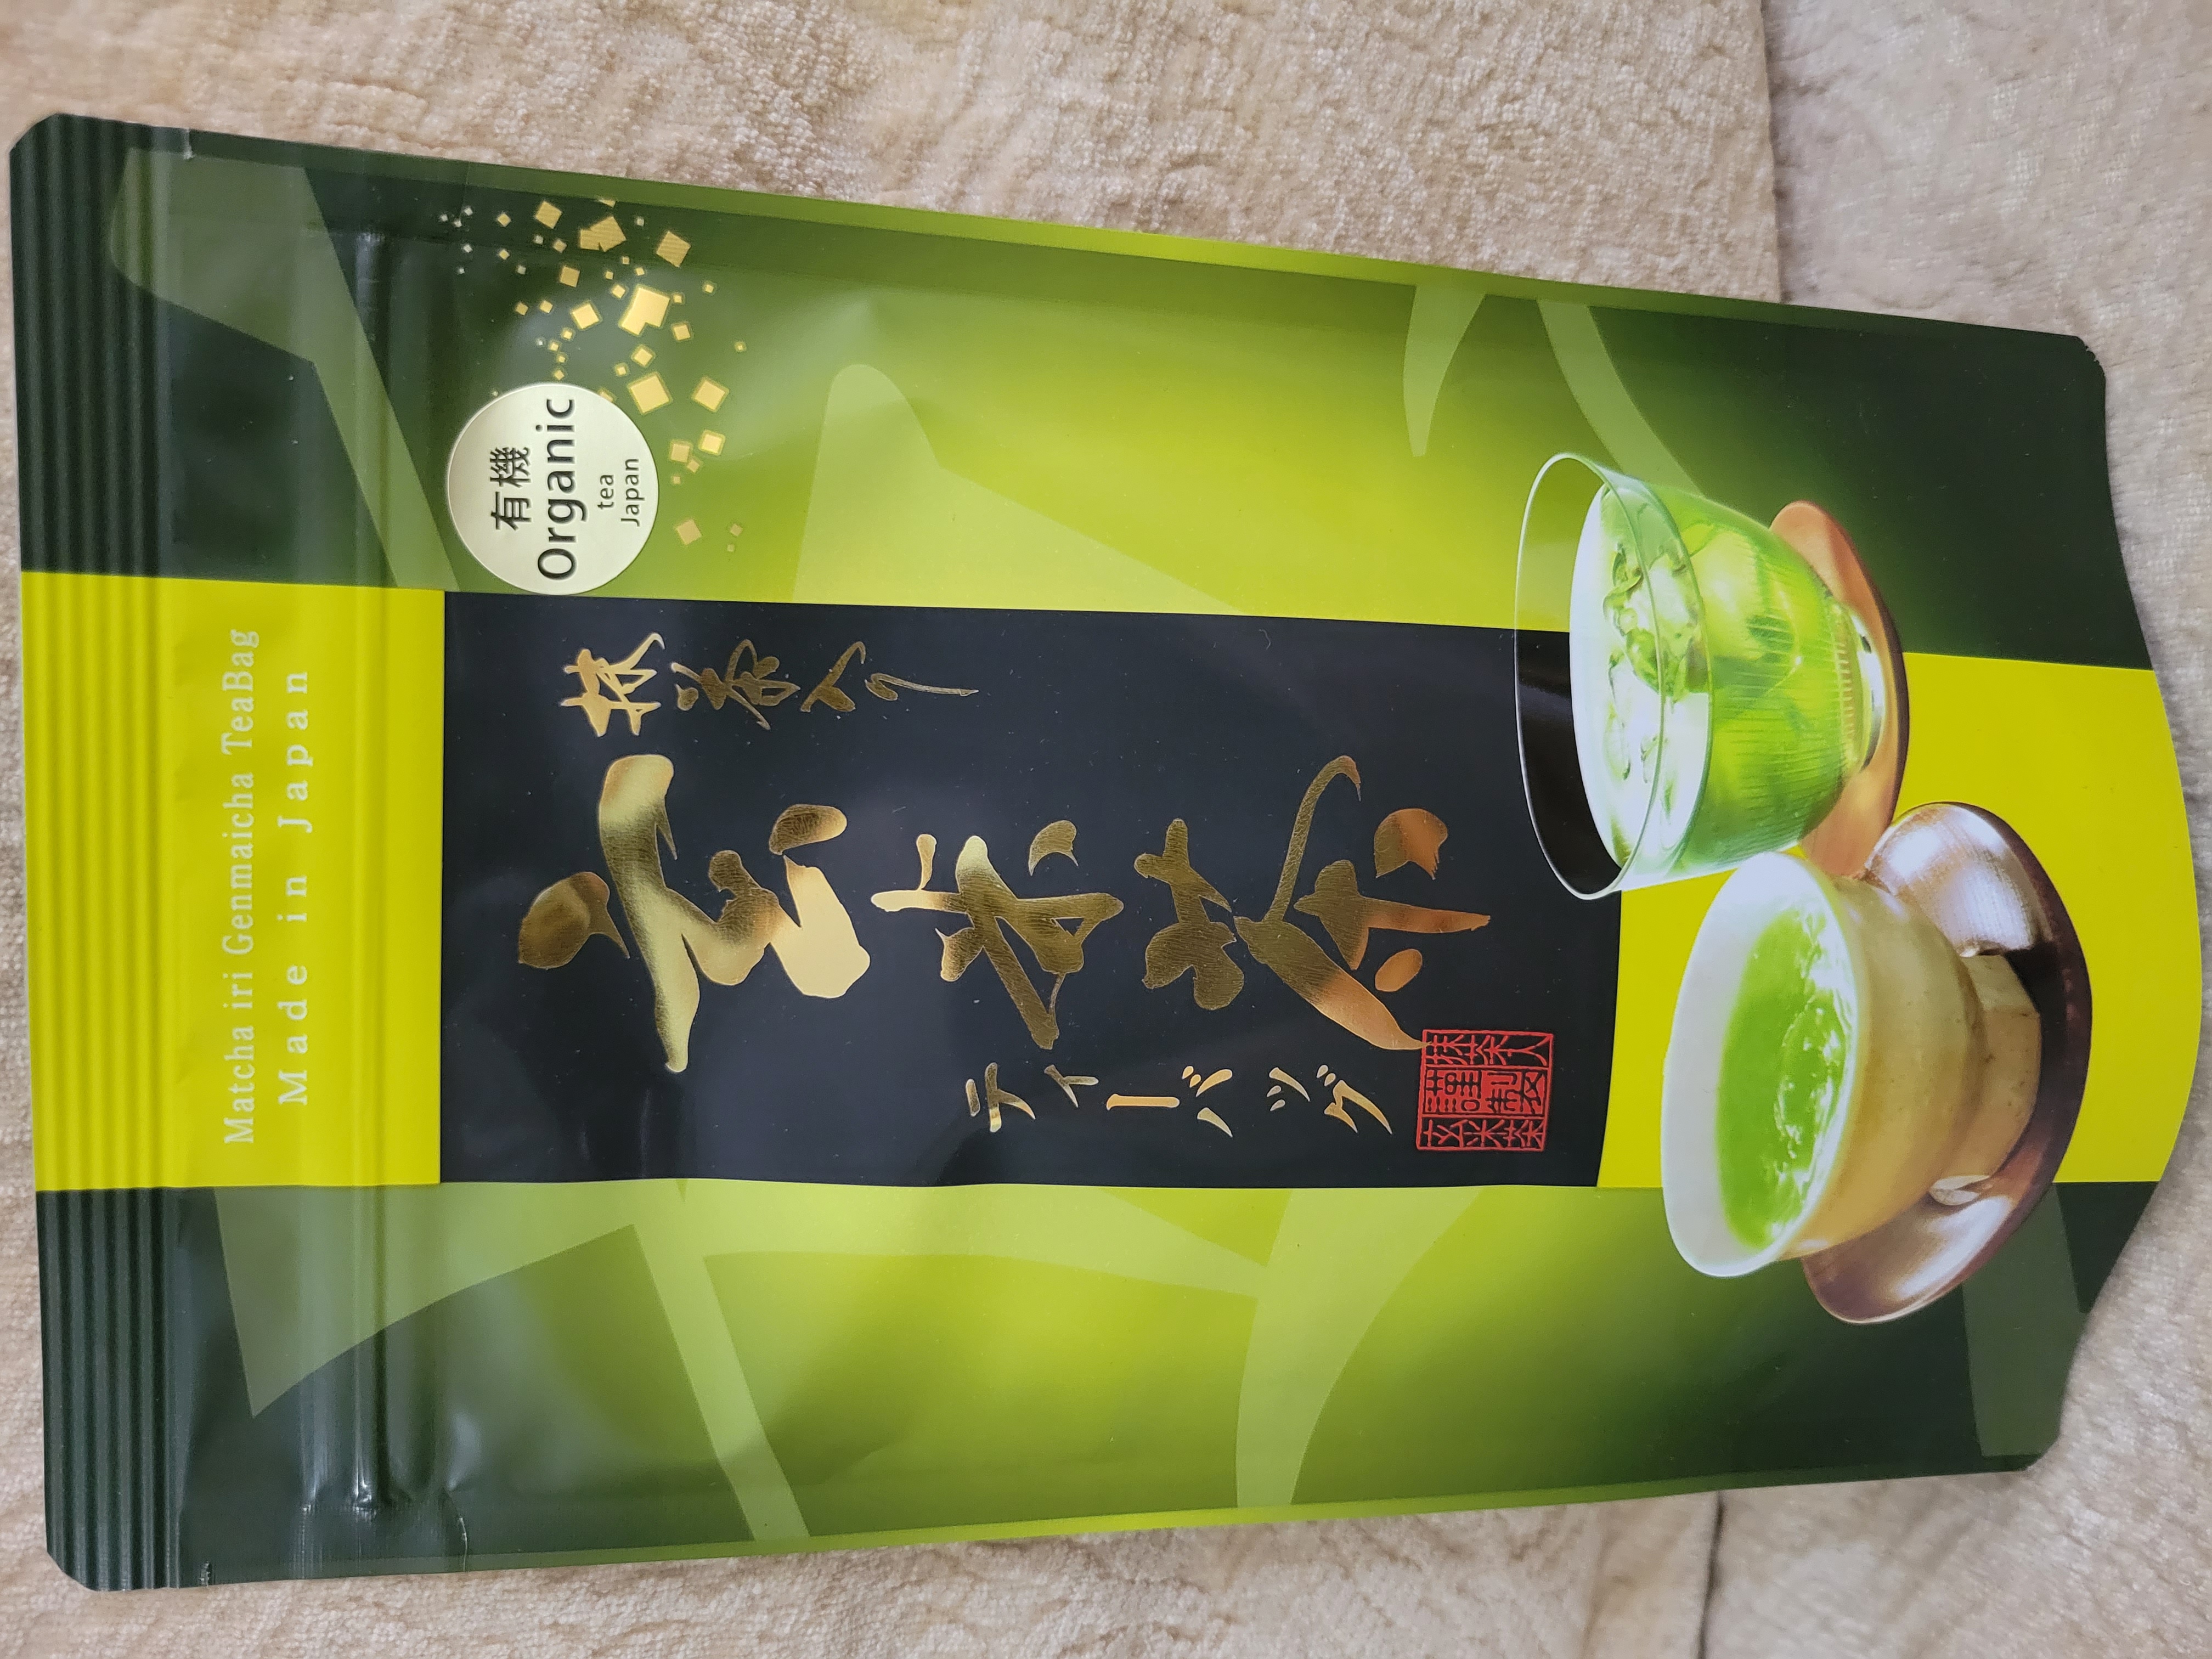 Matcha iri Genmaicha TeaBag
Made in Japan
有機
Organic
tea
Japan
抹茶入り
玄米茶
ティーバッグ